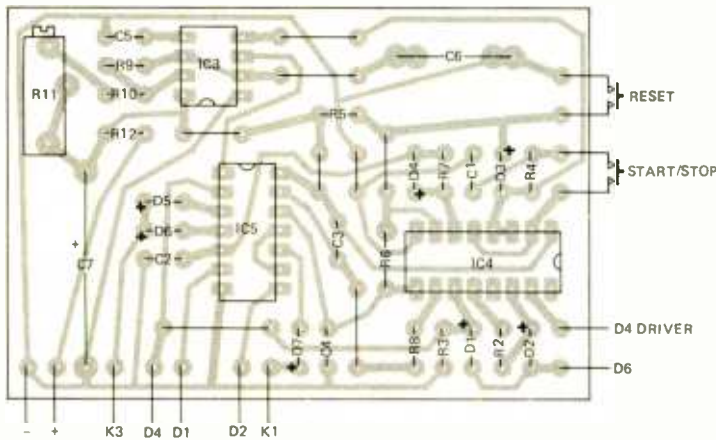 C5
IC3
C6
R9
R11
R10
RESET
R5
R12
D4
R7
C1
D3
R4
START/STOP
D5
IC5
D6
C3
R6
C2
IC4
C7
+
D4 DRIVER
D7
C4
R8
R3
D1
R2
D2
D6
- + K3 D4 D1 D2 K1